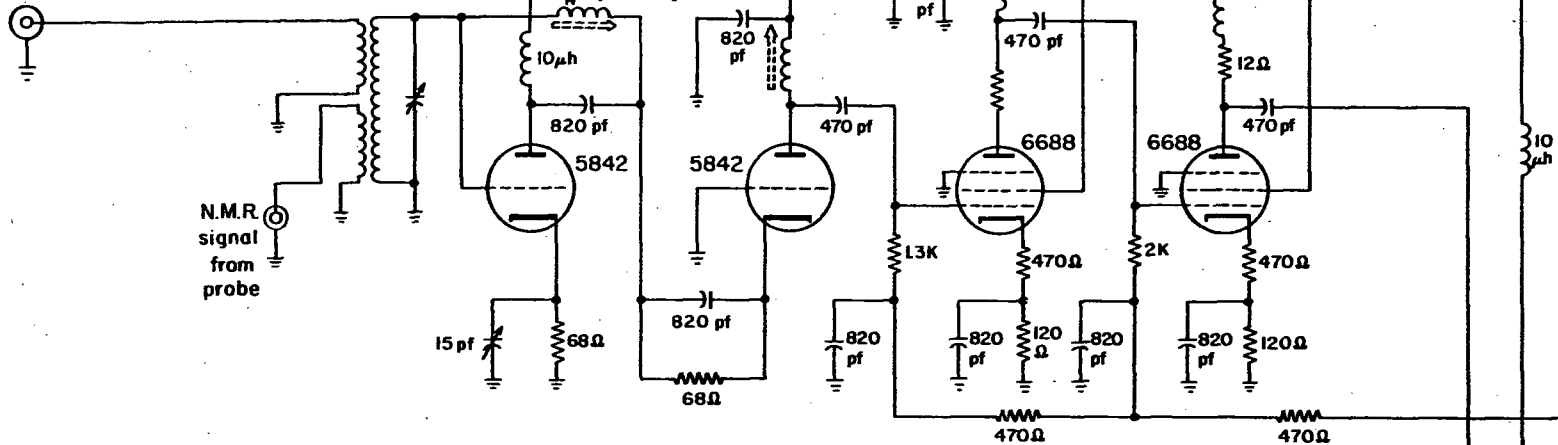 820
pf
pf
470 pf
10μh
12Ω
820 pf
470 pf
470 pf
5842
5842
6688
6688
10
μh
N.M.R.
signal
from
probe
1.3K
470Ω
2K
470Ω
15 pf
68Ω
820 pf
820
pf
820
pf
120
Ω
820
pf
820
pf
120Ω
68Ω
470Ω
470Ω